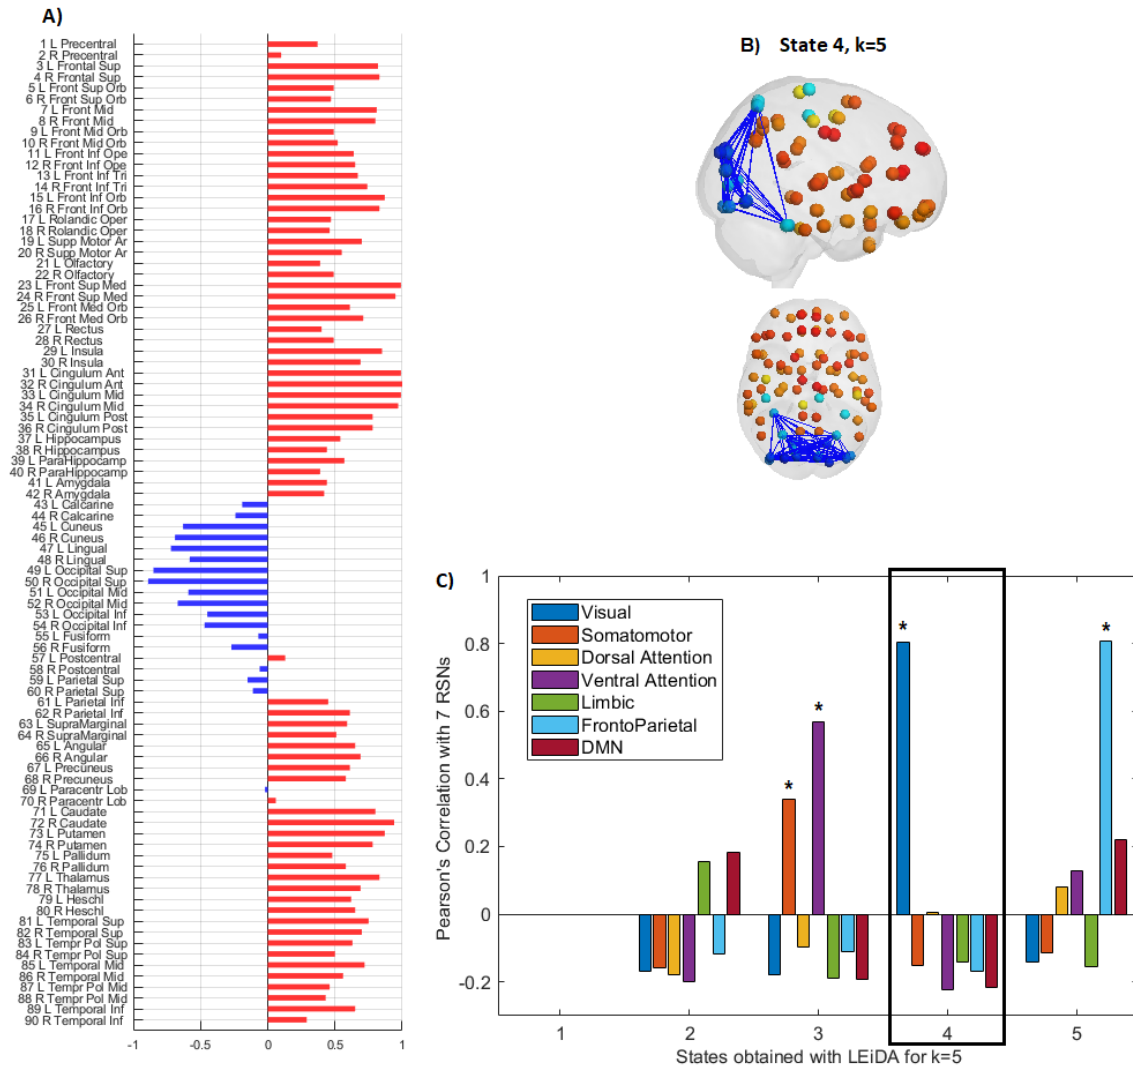 A)
1 L Precentral
2 R Precentral
3 L Frontal Sup
4 R Frontal Sup
5 L Front Sup Orb
6 R Front Sup Orb
7 L Front Mid
8 R Front Mid
9 L Front Mid Orb
10 R Front Mid Orb
11 L Front Inf Ope
12 R Front Inf Ope
13 L Front Inf Tri
14 R Front Inf Tri
15 L Front Inf Orb
16 R Front Inf Orb
17 L Rolandic Oper
18 R Rolandic Oper
19 L Supp Motor Ar
20 R Supp Motor Ar
21 L Olfactory
22 R Olfactory
23 L Front Sup Med
24 R Front Sup Med
25 L Front Med Orb
26 R Front Med Orb
27 L Rectus
28 R Rectus
29 L Insula
30 R Insula
31 L Cingulum Ant
32 R Cingulum Ant
33 L Cingulum Mid
34 R Cingulum Mid
35 L Cingulum Post
36 R Cingulum Post
37 L Hippocampus
38 R Hippocampus
39 L ParaHippocamp
40 R ParaHippocamp
41 L Amygdala
42 R Amygdala
43 L Calcarine
44 R Calcarine
45 L Cuneus
46 R Cuneus
47 L Lingual
48 R Lingual
49 L Occipital Sup
50 R Occipital Sup
51 L Occipital Mid
52 R Occipital Mid
53 L Occipital Inf
54 R Occipital Inf
55 L Fusiform
56 R Fusiform
57 L Postcentral
58 R Postcentral
59 L Parietal Sup
60 R Parietal Sup
61 L Parietal Inf
62 R Parietal Inf
63 L SupraMarginal
64 R SupraMarginal
65 L Angular
66 R Angular
67 L Precuneus
68 R Precuneus
69 L Paracentr Lob
70 R Paracentr Lob
71 L Caudate
72 R Caudate
73 L Putamen
74 R Putamen
75 L Pallidum
76 R Pallidum
77 L Thalamus
78 R Thalamus
79 L Heschl
80 R Heschl
81 L Temporal Sup
82 R Temporal Sup
83 L Tempr Pol Sup
84 R Tempr Pol Sup
85 L Temporal Mid
86 R Temporal Mid
87 L Tempr Pol Mid
88 R Tempr Pol Mid
89 L Temporal Inf
90 R Temporal Inf
-1 -0.5 0 0.5 1
B) State 4, k=5
C)
Pearson's Correlation with 7 RSNs
1
0.8
0.6
0.4
0.2
0
-0.2
Visual
Somatomotor
Dorsal Attention
Ventral Attention
Limbic
FrontoParietal
DMN
*
*
*
*
1 2 3 4 5
States obtained with LEiDA for k=5